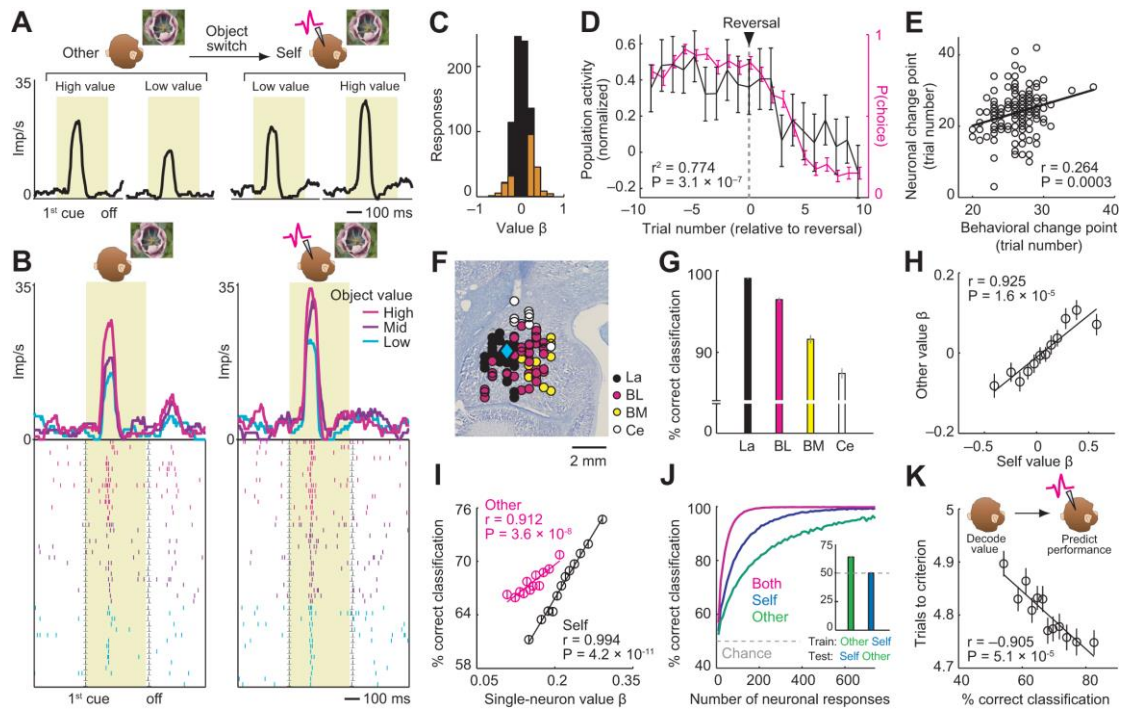 A
Other
Object
switch
Self
High value
Low value
Low value
High value
35
Imp/s
0
1st cue
off
100 ms
B
Object value
High
Mid
Low
35
35
Imp/s
Imp/s
0
0
1st cue
off
100 ms
C
Responses
200
100
0
−1
0
1
Value β
D
Reversal
Population activity
(normalized)
0.6
0.4
0.2
0
−0.2
1
P(choice)
0
r² = 0.774
P = 3.1 × 10⁻⁷
−10
−5
0
5
10
Trial number (relative to reversal)
E
Neuronal change point
(trial number)
40
30
20
10
0
r = 0.264
P = 0.0003
20
30
40
Behavioral change point
(trial number)
F
La
BL
BM
Ce
2 mm
G
% correct classification
100
90
0
La
BL
BM
Ce
H
Other value β
0.2
0
−0.2
r = 0.925
P = 1.6 × 10⁻⁵
−0.6
0
0.6
Self value β
I
% correct classification
76
70
64
58
Other
r = 0.912
P = 3.6 × 10⁻⁸
Self
r = 0.994
P = 4.2 × 10⁻¹¹
0.05
0.2
0.35
Single-neuron value β
J
% correct classification
100
80
60
40
Both
Self
Other
Chance
75
50
25
0
Train: Other Self
Test: Self Other
0
200
400
600
Number of neuronal responses
K
Trials to criterion
5
4.9
4.8
4.7
Decode
value
Predict
performance
r = −0.905
P = 5.1 × 10⁻⁵
40
60
80
% correct classification